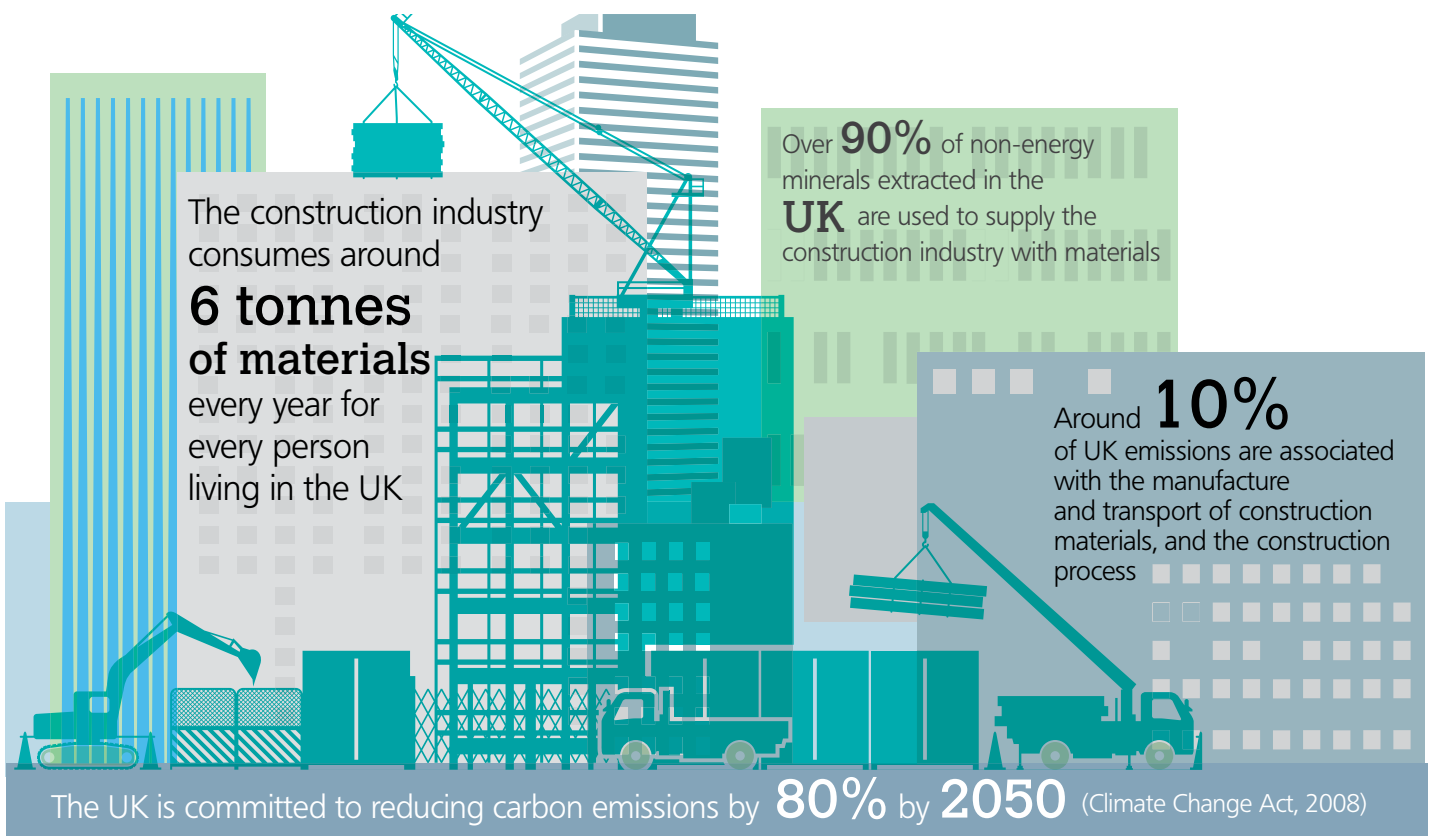 The construction industry
consumes around
6 tonnes
of materials
every year for
every person
living in the UK
Over 90% of non-energy
minerals extracted in the
UK are used to supply the
construction industry with materials
Around 10%
of UK emissions are associated
with the manufacture
and transport of construction
materials, and the construction
process
The UK is committed to reducing carbon emissions by 80% by 2050 (Climate Change Act, 2008)